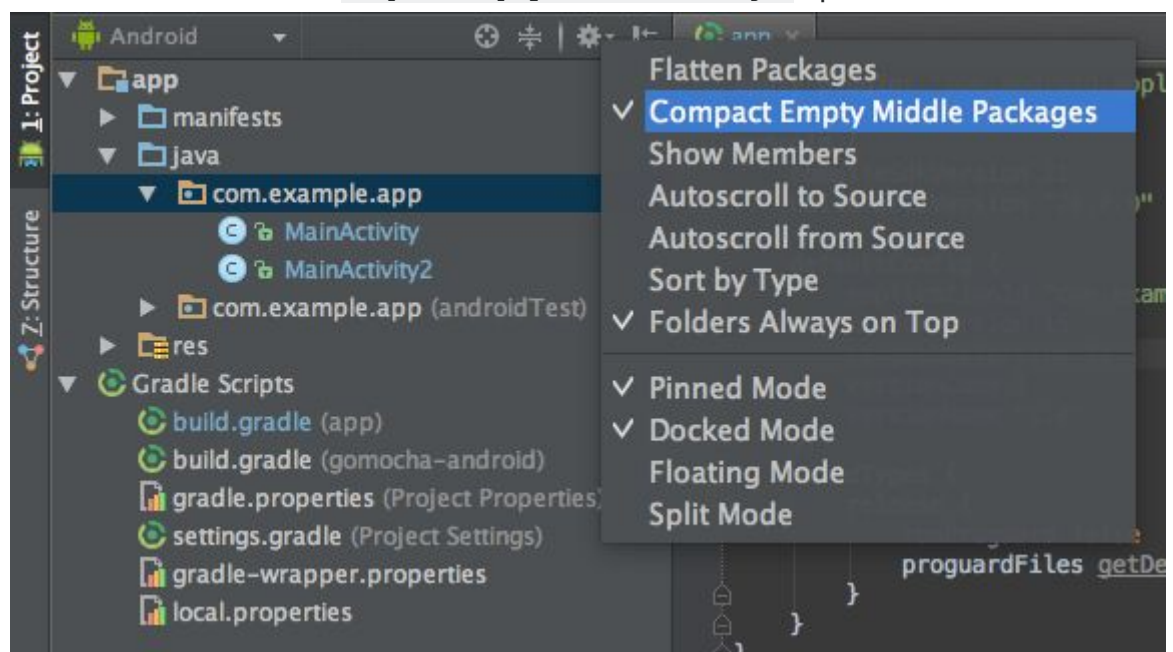 1: Project
Z: Structure
Android
app
manifests
java
com.example.app
MainActivity
MainActivity2
com.example.app (androidTest)
res
Gradle Scripts
build.gradle (app)
build.gradle (gomocha-android)
gradle.properties (Project Properties)
settings.gradle (Project Settings)
gradle-wrapper.properties
local.properties
app
Flatten Packages
Compact Empty Middle Packages
Show Members
Autoscroll to Source
Autoscroll from Source
Sort by Type
Folders Always on Top
Pinned Mode
Docked Mode
Floating Mode
Split Mode
proguardFiles getDe
}
}
}